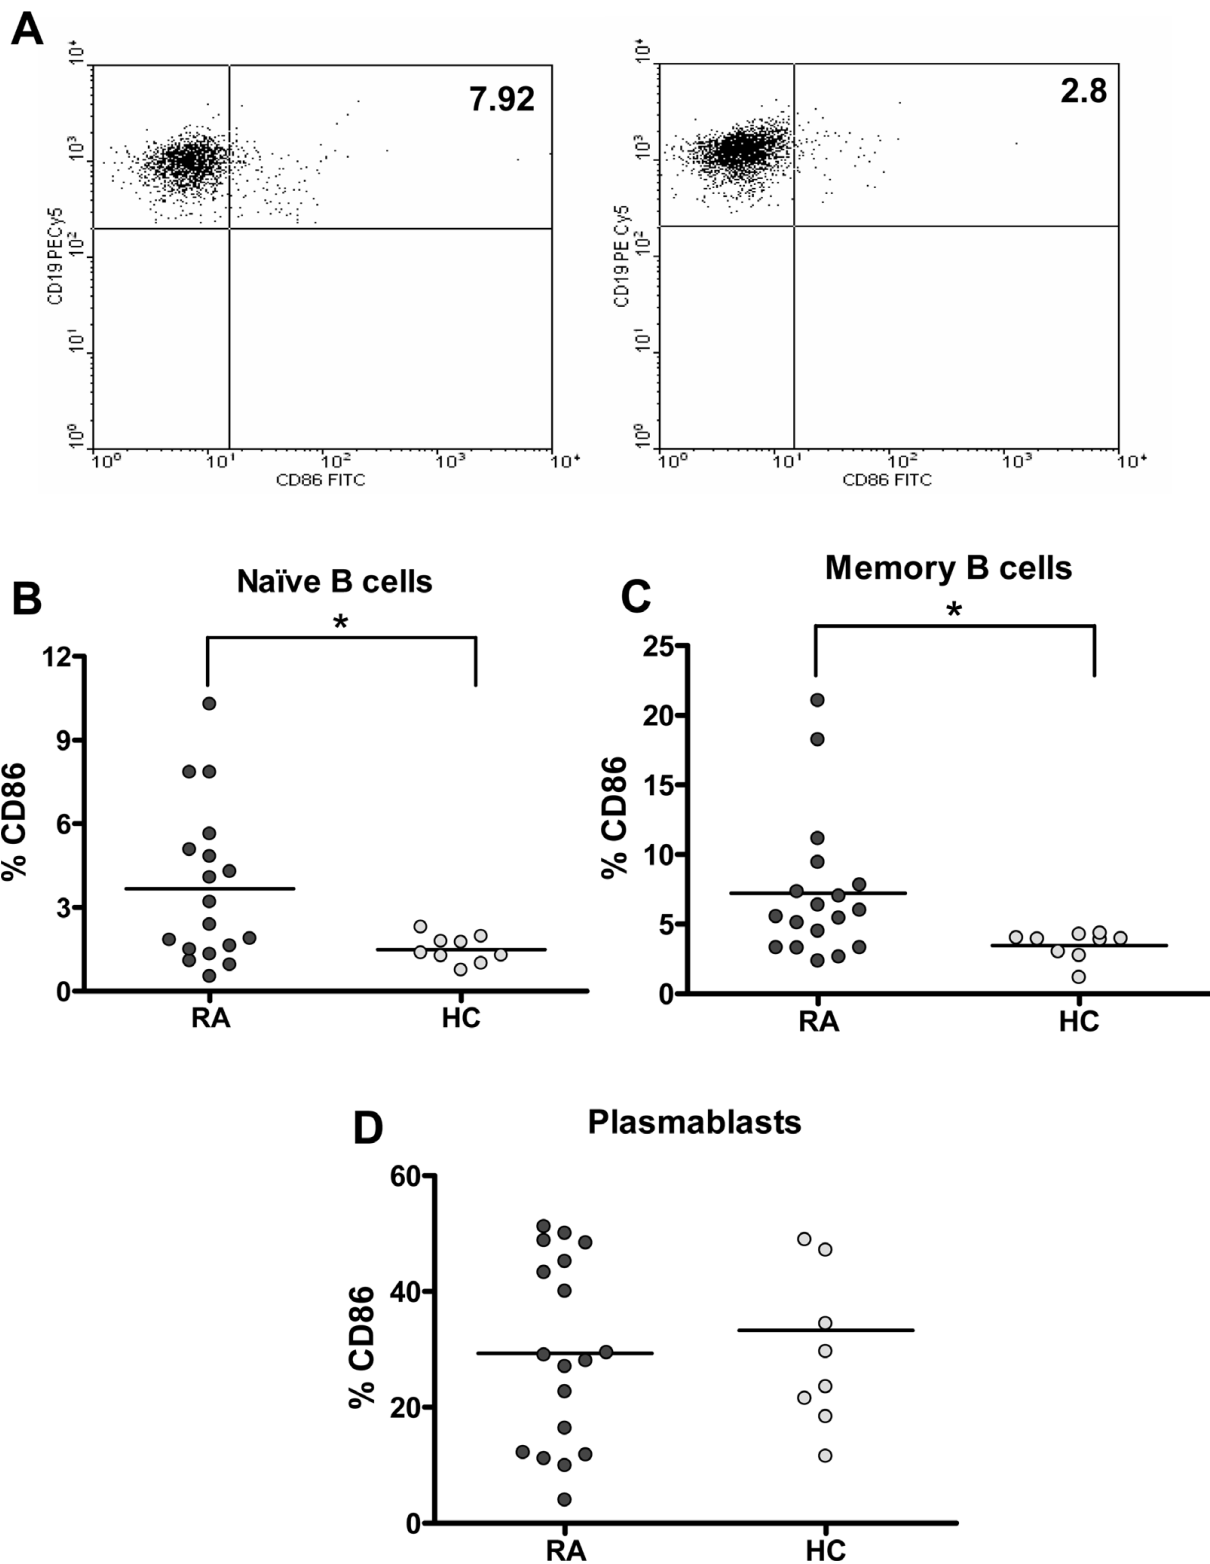 A
7.92
10⁴
10³
10²
10¹
10⁰
CD19 PECy5
10⁰ 10¹ 10² 10³ 10⁴
CD86 FITC
2.8
10⁴
10³
10²
10¹
10⁰
CD19 PE Cy5
10⁰ 10¹ 10² 10³ 10⁴
CD86 FITC
B
Naïve B cells
*
12
9
6
3
0
% CD86
RA HC
C
Memory B cells
*
25
20
15
10
5
0
% CD86
RA HC
D
Plasmablasts
60
40
20
0
% CD86
RA HC